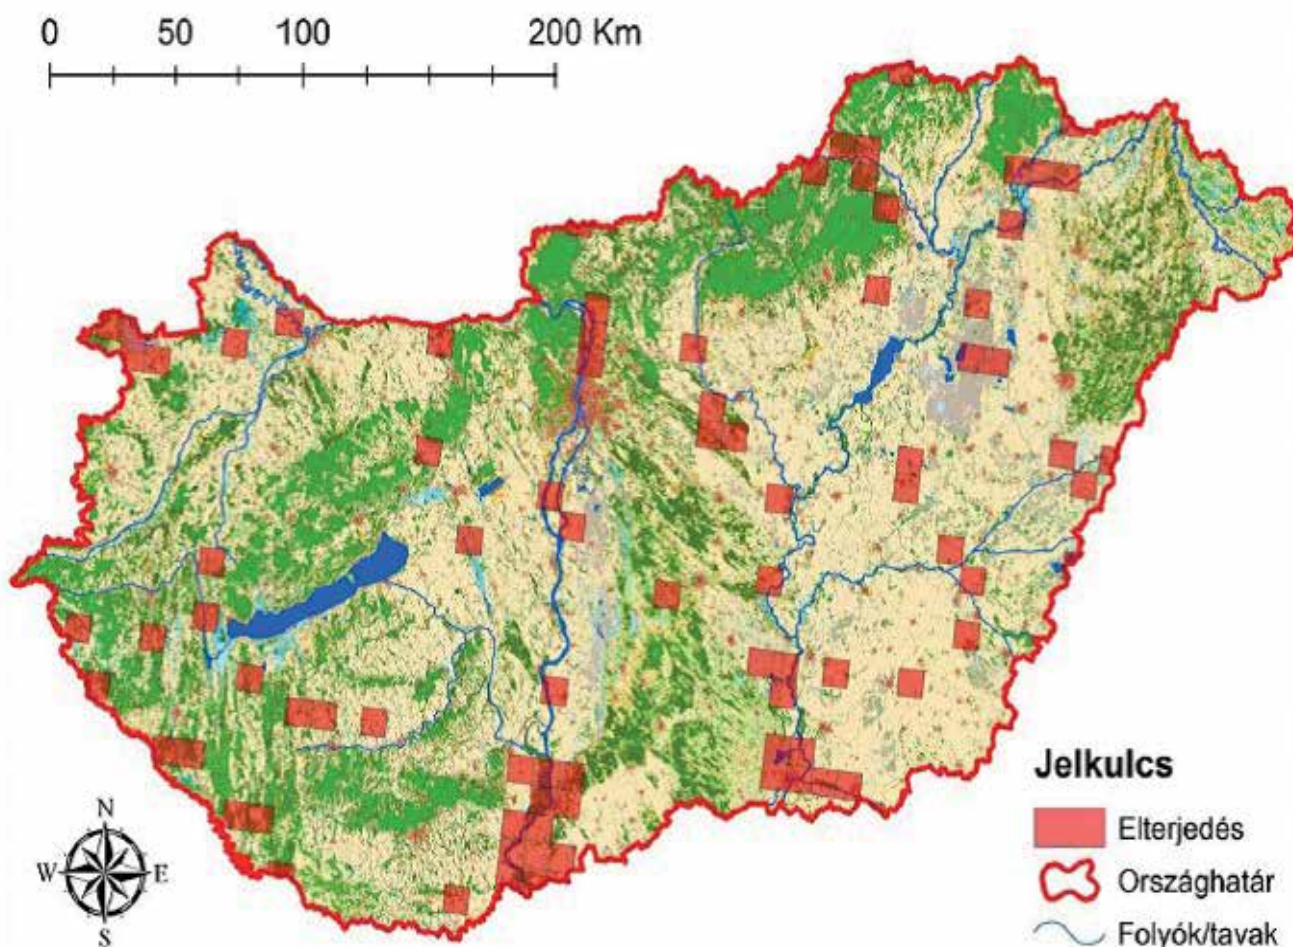 0 50 100 200 Km
Jelkulcs
Elterjedés
Országhatár
Folyók/tavak
N
W E
S